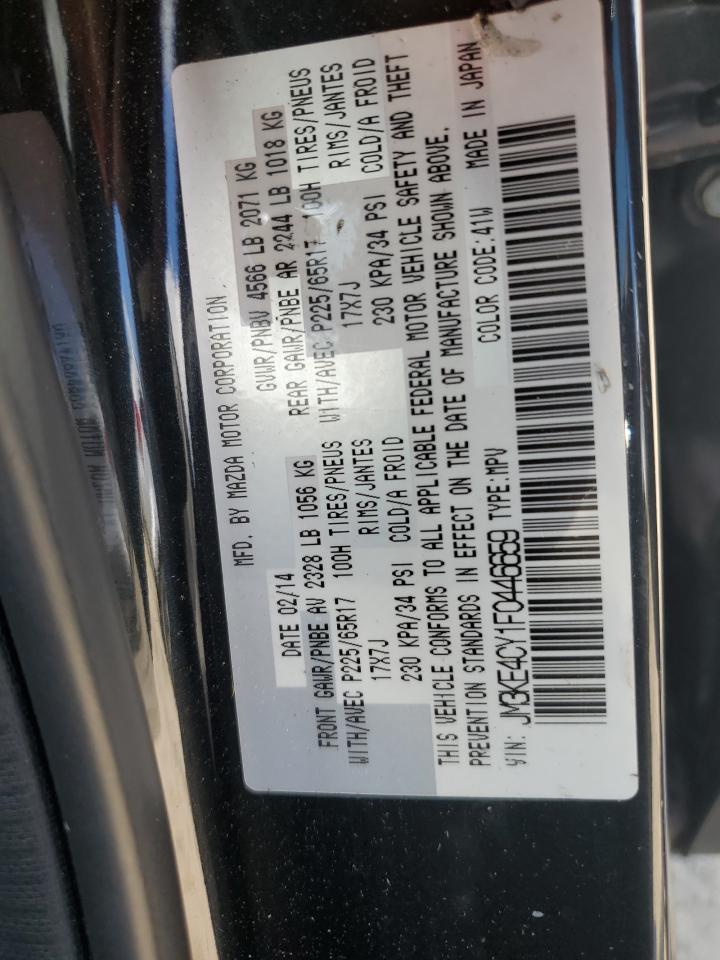 MFD. BY MAZDA MOTOR CORPORATION
DATE 02/14 GVWR/PNBV 4566 LB 2071 KG
FRONT GAWR/PNBE AV 2328 LB 1056 KG REAR GAWR/PNBE AR 2244 LB 1018 KG
WITH/AVEC P225/65R17 100H TIRES/PNEUS WITH/AVEC P225/65R17 100H TIRES/PNEUS
17X7J RIMS/JANTES 17X7J RIMS/JANTES
230 KPA/34 PSI COLD/A FROID 230 KPA/34 PSI COLD/A FROID
THIS VEHICLE CONFORMS TO ALL APPLICABLE FEDERAL MOTOR VEHICLE SAFETY AND THEFT
PREVENTION STANDARDS IN EFFECT ON THE DATE OF MANUFACTURE SHOWN ABOVE.
VIN: JM3KE4CY1F0446659 TYPE:MPV COLOR CODE:41W MADE IN JAPAN